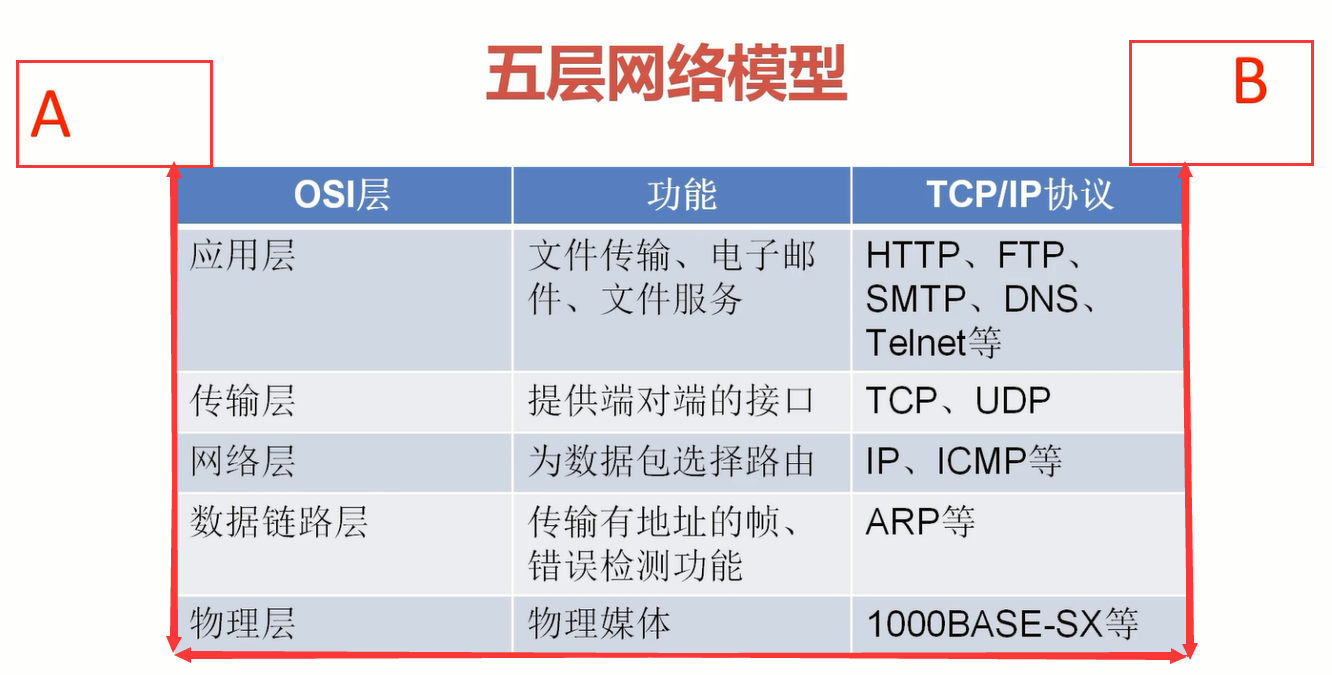 五层网络模型
A
B
OSI层 功能 TCP/IP协议
应用层 文件传输、电子邮 HTTP、FTP、
件、文件服务 SMTP、DNS、
Telnet等
传输层 提供端对端的接口 TCP、UDP
网络层 为数据包选择路由 IP、ICMP等
数据链路层 传输有地址的帧、 ARP等
错误检测功能
物理层 物理媒体 1000BASE-SX等